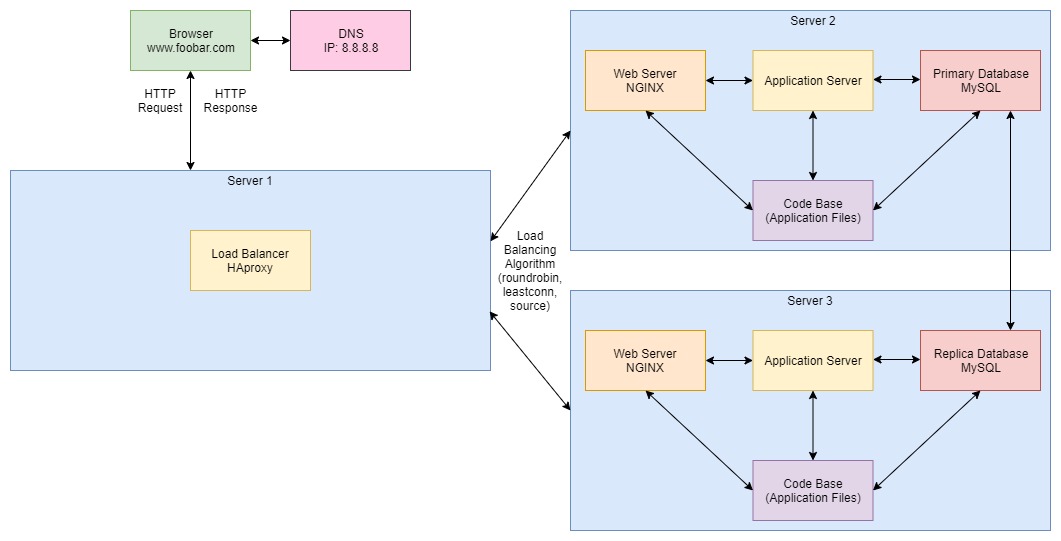 Browser
www.foobar.com
DNS
IP: 8.8.8.8
HTTP
Request
HTTP
Response
Server 1
Load Balancer
HAproxy
Load
Balancing
Algorithm
(roundrobin,
leastconn,
source)
Server 2
Web Server
NGINX
Application Server
Primary Database
MySQL
Code Base
(Application Files)
Server 3
Web Server
NGINX
Application Server
Replica Database
MySQL
Code Base
(Application Files)